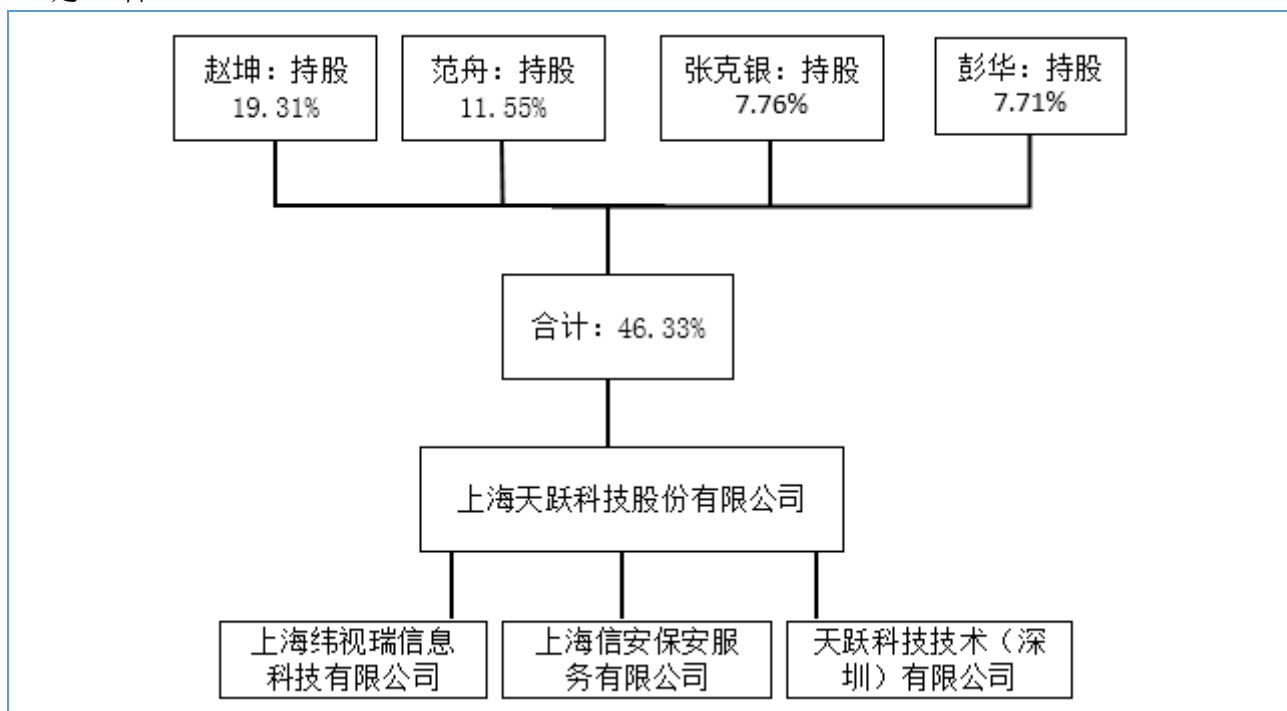 赵坤：持股
19.31%
范舟：持股
11.55%
张克银：持股
7.76%
彭华：持股
7.71%
合计：46.33%
上海天跃科技股份有限公司
上海纬视瑞信息
科技有限公司
上海信安保安服
务有限公司
天跃科技技术（深
圳）有限公司